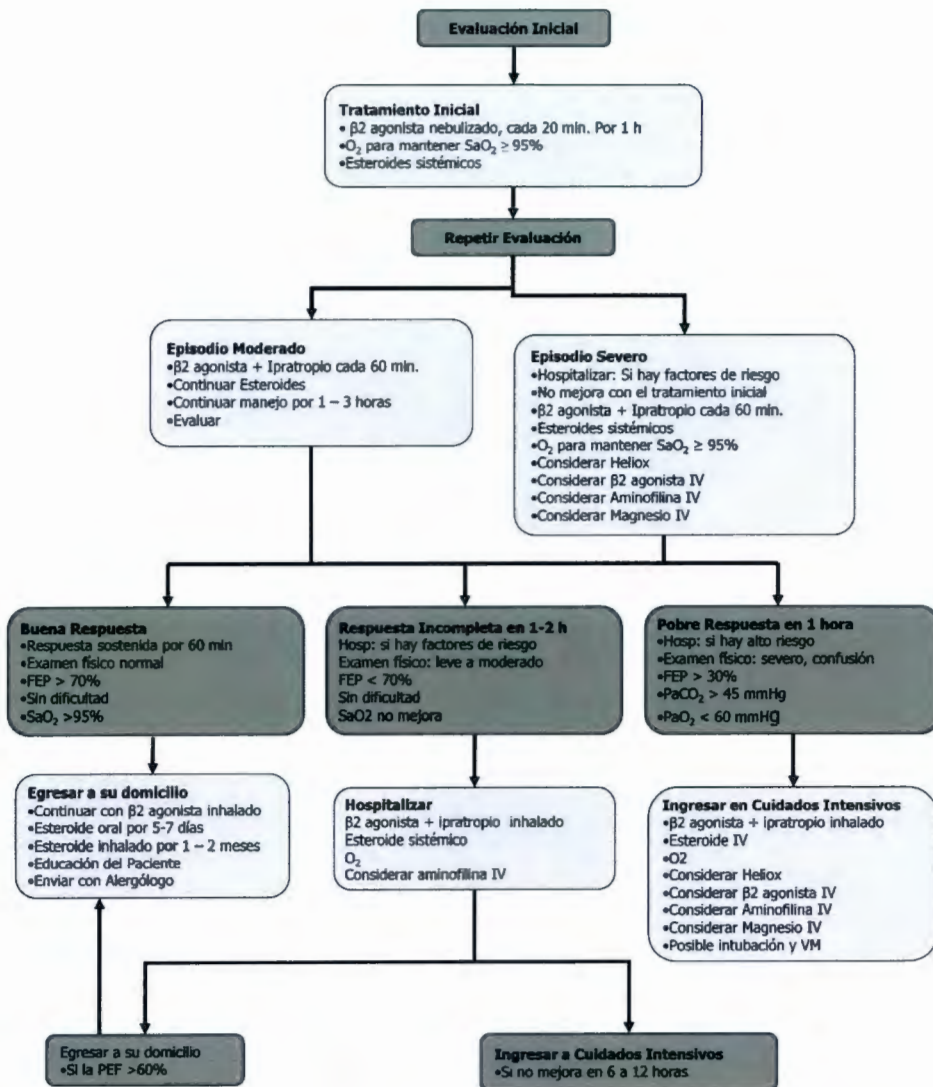 Evaluación Inicial
Tratamiento Inicial
• β2 agonista nebulizado, cada 20 min. Por 1 h
•O₂ para mantener SaO₂ ≥ 95%
•Esteroides sistémicos
Repetir Evaluación
Episodio Moderado
•β2 agonista + Ipratropio cada 60 min.
•Continuar Esteroides
•Continuar manejo por 1 – 3 horas
•Evaluar
Episodio Severo
•Hospitalizar: Si hay factores de riesgo
•No mejora con el tratamiento inicial
•β2 agonista + Ipratropio cada 60 min.
•Esteroides sistémicos
•O₂ para mantener SaO₂ ≥ 95%
•Considerar Heliox
•Considerar β2 agonista IV
•Considerar Aminofilina IV
•Considerar Magnesio IV
Buena Respuesta
•Respuesta sostenida por 60 min
•Examen físico normal
•FEP > 70%
•Sin dificultad
•SaO₂ >95%
Respuesta Incompleta en 1-2 h
Hosp: si hay factores de riesgo
Examen físico: leve a moderado
FEP < 70%
Sin dificultad
SaO2 no mejora
Pobre Respuesta en 1 hora
•Hosp: si hay alto riesgo
•Examen físico: severo, confusión
•FEP > 30%
•PaCO₂ > 45 mmHg
•PaO₂ < 60 mmHg
Egresar a su domicilio
•Continuar con β2 agonista inhalado
•Esteroide oral por 5-7 días
•Esteroide inhalado por 1 – 2 meses
•Educación del Paciente
•Enviar con Alergólogo
Hospitalizar
β2 agonista + ipratropio inhalado
Esteroide sistémico
O₂
Considerar aminofilina IV
Ingresar en Cuidados Intensivos
•β2 agonista + ipratropio inhalado
•Esteroide IV
•O2
•Considerar Heliox
•Considerar β2 agonista IV
•Considerar Aminofilina IV
•Considerar Magnesio IV
•Posible intubación y VM
Egresar a su domicilio
•Si la PEF >60%
Ingresar a Cuidados Intensivos
•Si no mejora en 6 a 12 horas